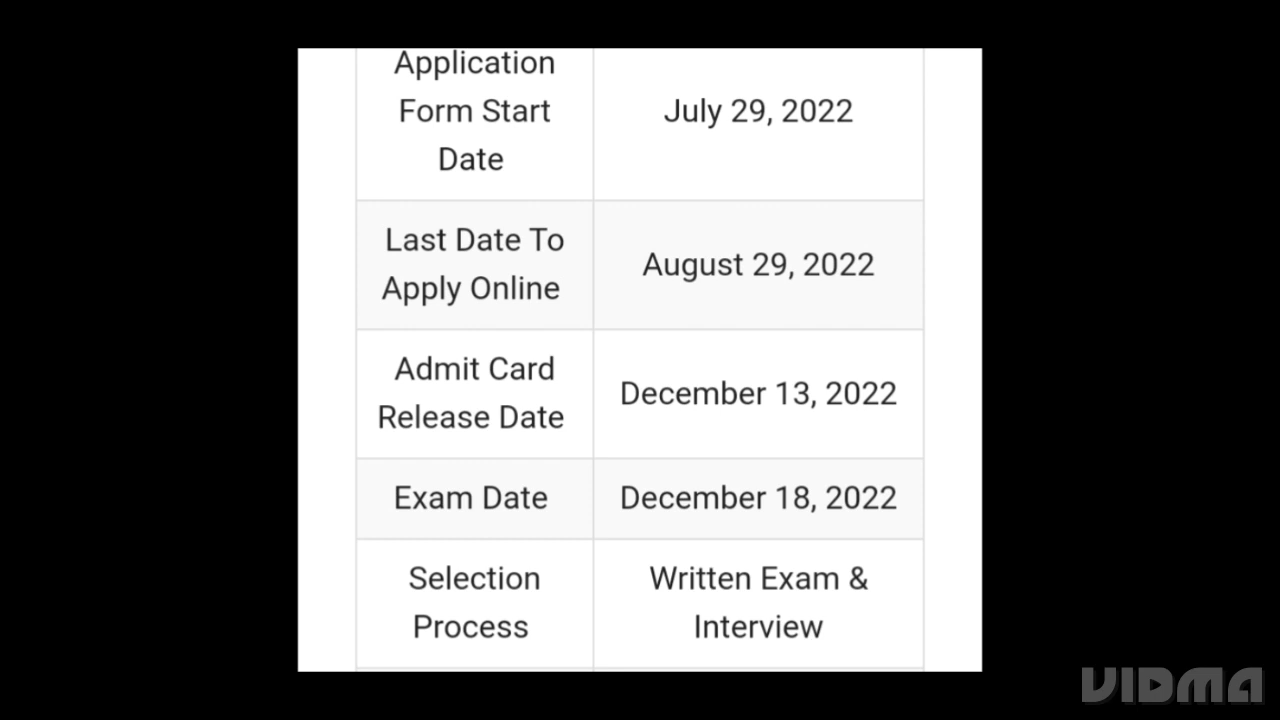 Application
Form Start
Date
July 29, 2022
Last Date To
Apply Online
August 29, 2022
Admit Card
Release Date
December 13, 2022
Exam Date
December 18, 2022
Selection
Process
Written Exam &
Interview
VIDMA